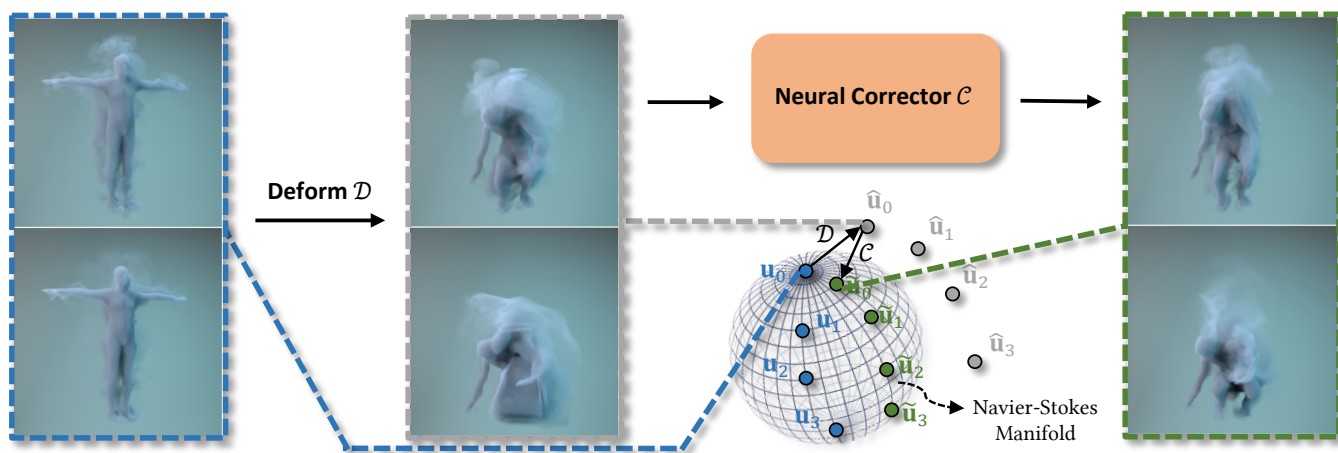 Neural Corrector 𝒞
Deform 𝒟
û₀
û₁
û₂
û₃
𝒟
𝒞
u₀
ũ₀
u₁
ũ₁
u₂
ũ₂
u₃
ũ₃
Navier-Stokes
Manifold